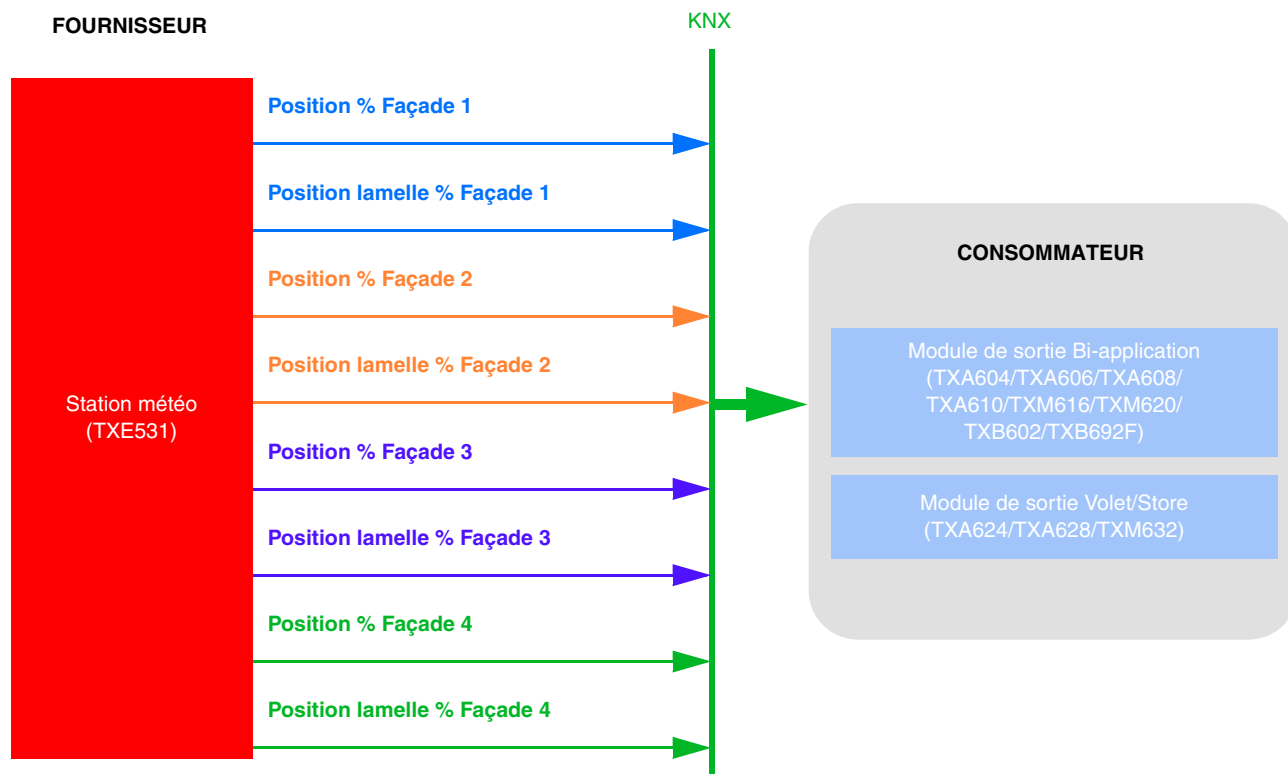 FOURNISSEUR
KNX
Position % Façade 1
Position lamelle % Façade 1
Position % Façade 2
Position lamelle % Façade 2
Position % Façade 3
Position lamelle % Façade 3
Position % Façade 4
Position lamelle % Façade 4
Station météo
(TXE531)
CONSOMMATEUR
Module de sortie Bi-application
(TXA604/TXA606/TXA608/
TXA610/TXM616/TXM620/
TXB602/TXB692F)
Module de sortie Volet/Store
(TXA624/TXA628/TXM632)